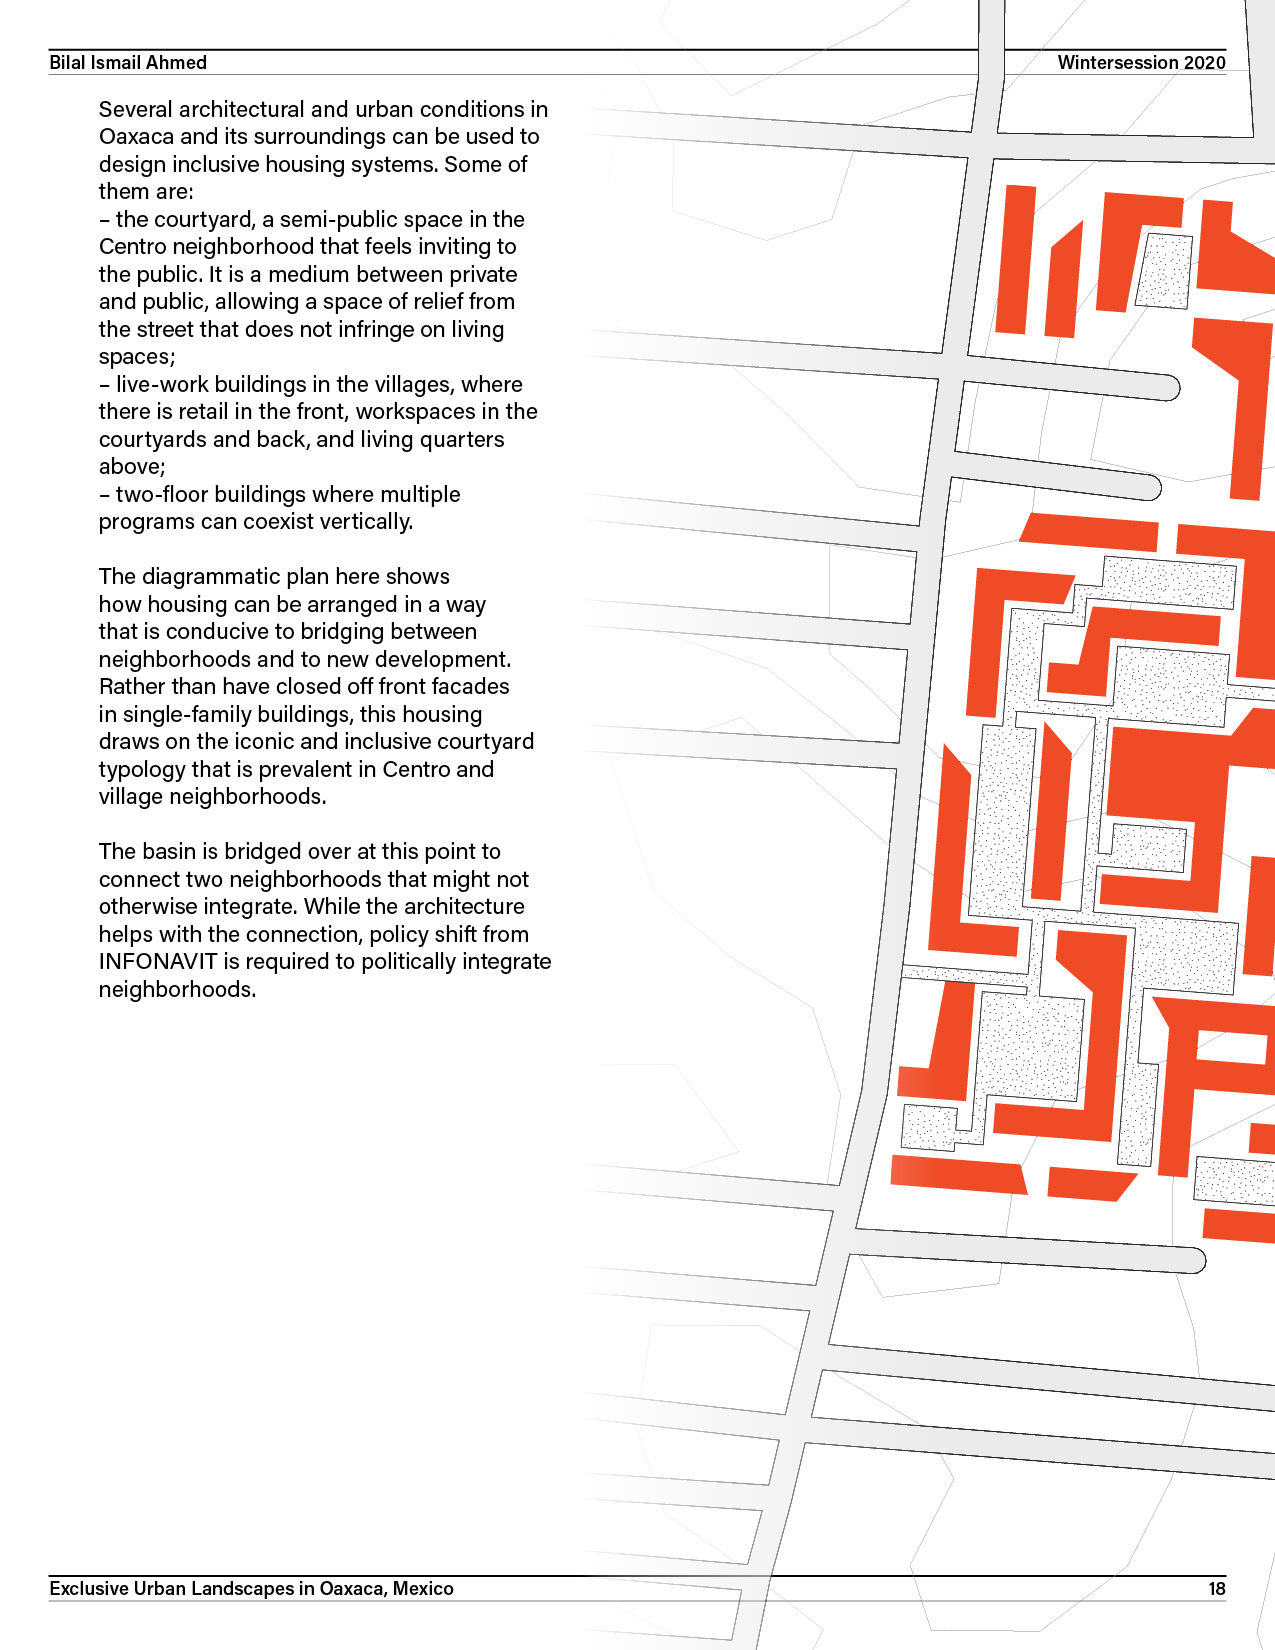 Bilal Ismail Ahmed
Wintersession 2020
Several architectural and urban conditions in
Oaxaca and its surroundings can be used to
design inclusive housing systems. Some of
them are:
– the courtyard, a semi-public space in the
Centro neighborhood that feels inviting to
the public. It is a medium between private
and public, allowing a space of relief from
the street that does not infringe on living
spaces;
– live-work buildings in the villages, where
there is retail in the front, workspaces in the
courtyards and back, and living quarters
above;
– two-floor buildings where multiple
programs can coexist vertically.
The diagrammatic plan here shows
how housing can be arranged in a way
that is conducive to bridging between
neighborhoods and to new development.
Rather than have closed off front facades
in single-family buildings, this housing
draws on the iconic and inclusive courtyard
typology that is prevalent in Centro and
village neighborhoods.
The basin is bridged over at this point to
connect two neighborhoods that might not
otherwise integrate. While the architecture
helps with the connection, policy shift from
INFONAVIT is required to politically integrate
neighborhoods.
Exclusive Urban Landscapes in Oaxaca, Mexico
18